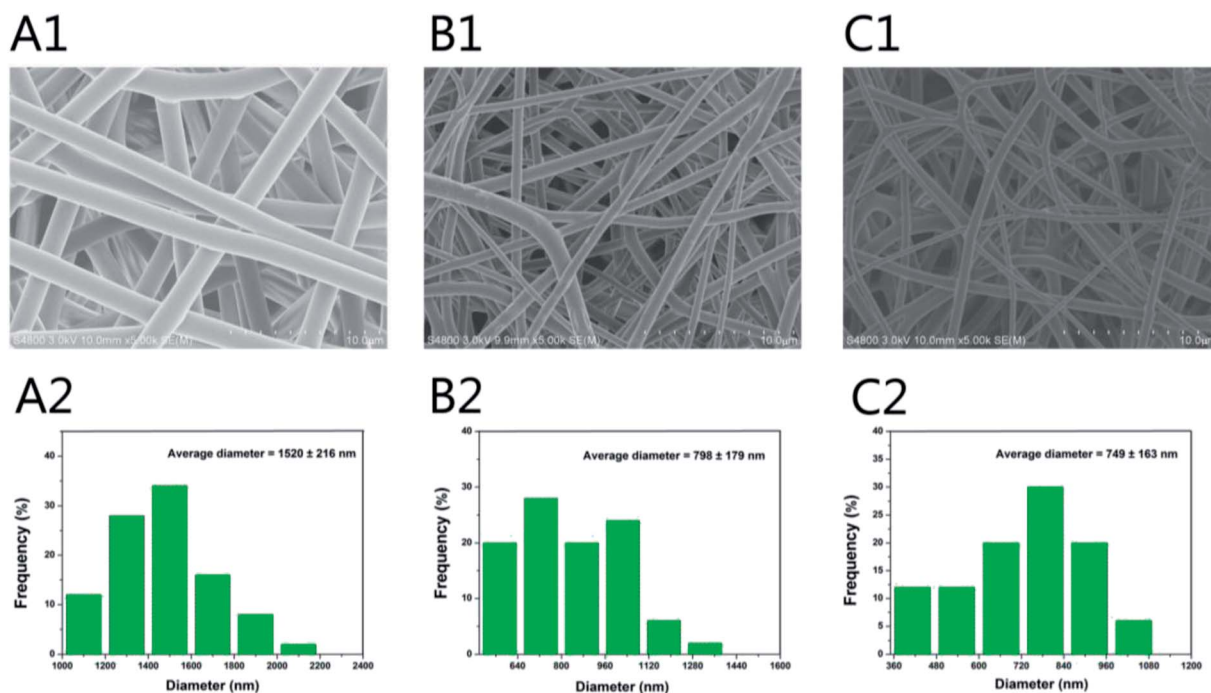 A1
B1
C1
S4800 3.0kV 10.0mm x5.00k SE(M)
10.0µm
S4800 3.0kV 9.9mm x5.00k SE(M)
10.0µm
S4800 3.0kV 10.0mm x5.00k SE(M)
10.0µm
A2
B2
C2
Average diameter = 1520 ± 216 nm
Frequency (%)
40
30
20
10
0
1000 1200 1400 1600 1800 2000 2200 2400
Diameter (nm)
Average diameter = 798 ± 179 nm
Frequency (%)
40
30
20
10
0
640 800 960 1120 1280 1440 1600
Diameter (nm)
Average diameter = 749 ± 163 nm
Frequency (%)
40
35
30
25
20
15
10
5
0
360 480 600 720 840 960 1080 1200
Diameter (nm)